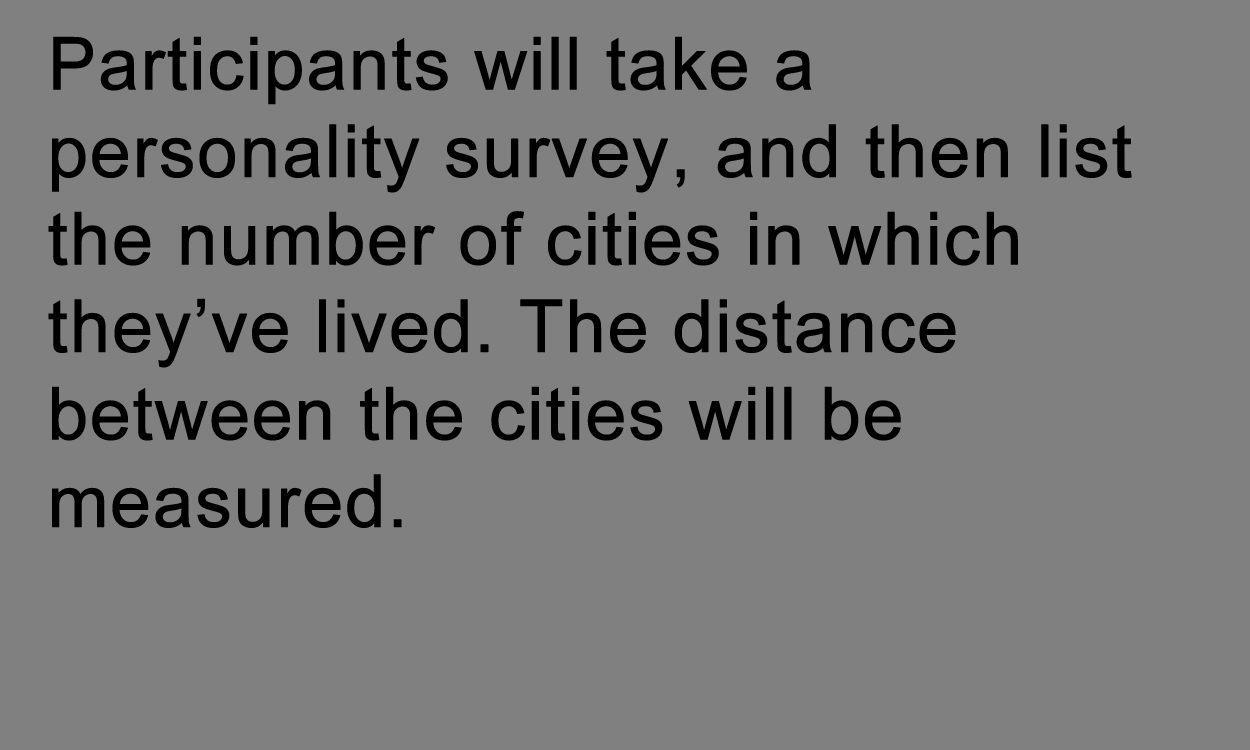 Participants will take a
personality survey, and then list
the number of cities in which
they’ve lived. The distance
between the cities will be
measured.